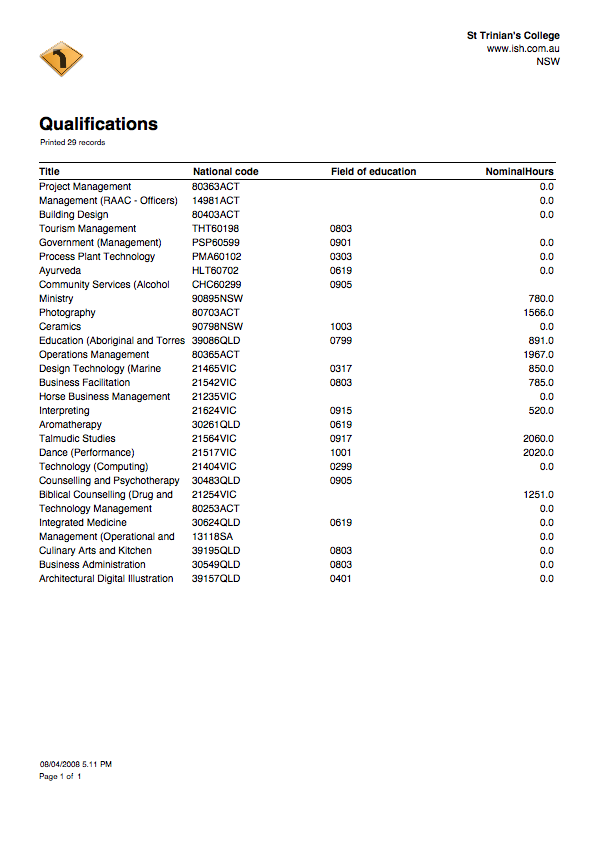 St Trinian's College
www.ish.com.au
NSW
Qualifications
Printed 29 records
Title National code Field of education NominalHours
Project Management 80363ACT 0.0
Management (RAAC - Officers) 14981ACT 0.0
Building Design 80403ACT 0.0
Tourism Management THT60198 0803
Government (Management) PSP60599 0901 0.0
Process Plant Technology PMA60102 0303 0.0
Ayurveda HLT60702 0619 0.0
Community Services (Alcohol CHC60299 0905
Ministry 90895NSW 780.0
Photography 80703ACT 1566.0
Ceramics 90798NSW 1003 0.0
Education (Aboriginal and Torres 39086QLD 0799 891.0
Operations Management 80365ACT 1967.0
Design Technology (Marine 21465VIC 0317 850.0
Business Facilitation 21542VIC 0803 785.0
Horse Business Management 21235VIC 0.0
Interpreting 21624VIC 0915 520.0
Aromatherapy 30261QLD 0619
Talmudic Studies 21564VIC 0917 2060.0
Dance (Performance) 21517VIC 1001 2020.0
Technology (Computing) 21404VIC 0299 0.0
Counselling and Psychotherapy 30483QLD 0905
Biblical Counselling (Drug and 21254VIC 1251.0
Technology Management 80253ACT 0.0
Integrated Medicine 30624QLD 0619 0.0
Management (Operational and 13118SA 0.0
Culinary Arts and Kitchen 39195QLD 0803 0.0
Business Administration 30549QLD 0803 0.0
Architectural Digital Illustration 39157QLD 0401 0.0
08/04/2008 5.11 PM
Page 1 of 1